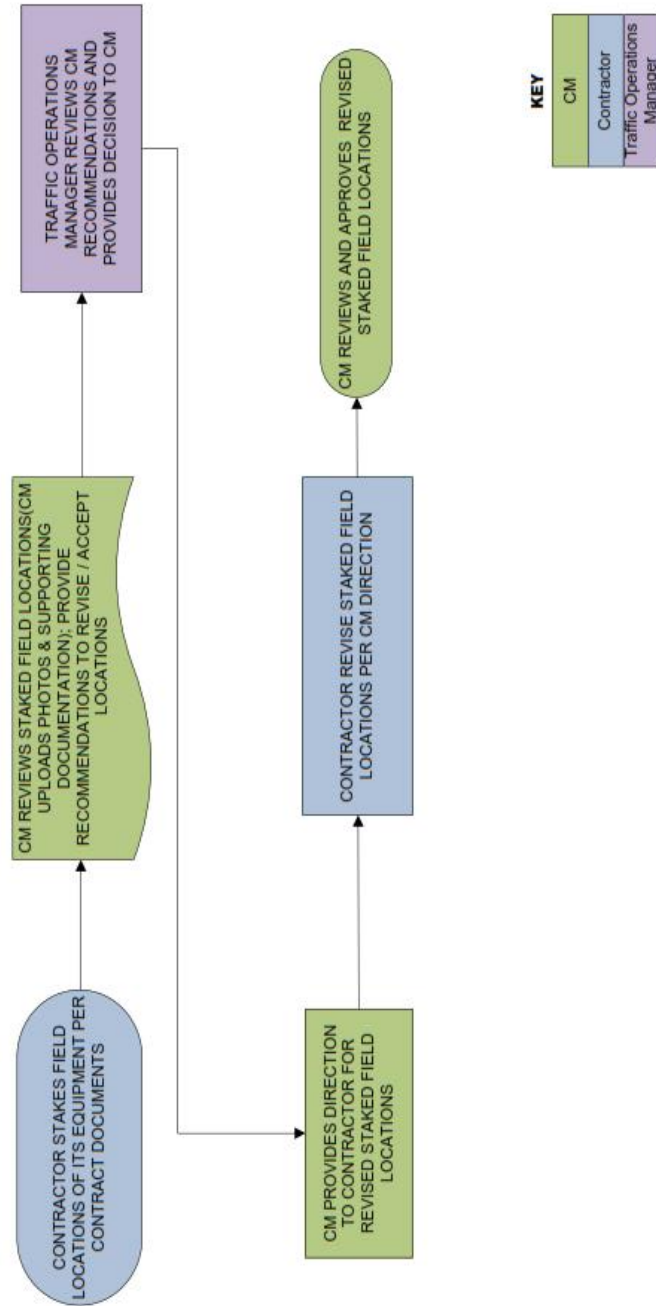 CONTRACTOR STAKES FIELD
LOCATIONS OF ITS EQUIPMENT PER
CONTRACT DOCUMENTS
CM REVIEWS STAKED FIELD LOCATIONS(CM
UPLOADS PHOTOS & SUPPORTING
DOCUMENTATION); PROVIDE
RECOMMENDATIONS TO REVISE / ACCEPT
LOCATIONS
TRAFFIC OPERATIONS
MANAGER REVIEWS CM
RECOMMENDATIONS AND
PROVIDES DECISION TO CM
CM PROVIDES DIRECTION
TO CONTRACTOR FOR
REVISED STAKED FIELD
LOCATIONS
CONTRACTOR REVISE STAKED FIELD
LOCATIONS PER CM DIRECTION
CM REVIEWS AND APPROVES REVISED
STAKED FIELD LOCATIONS
KEY
CM
Contractor
Traffic Operations
Manager